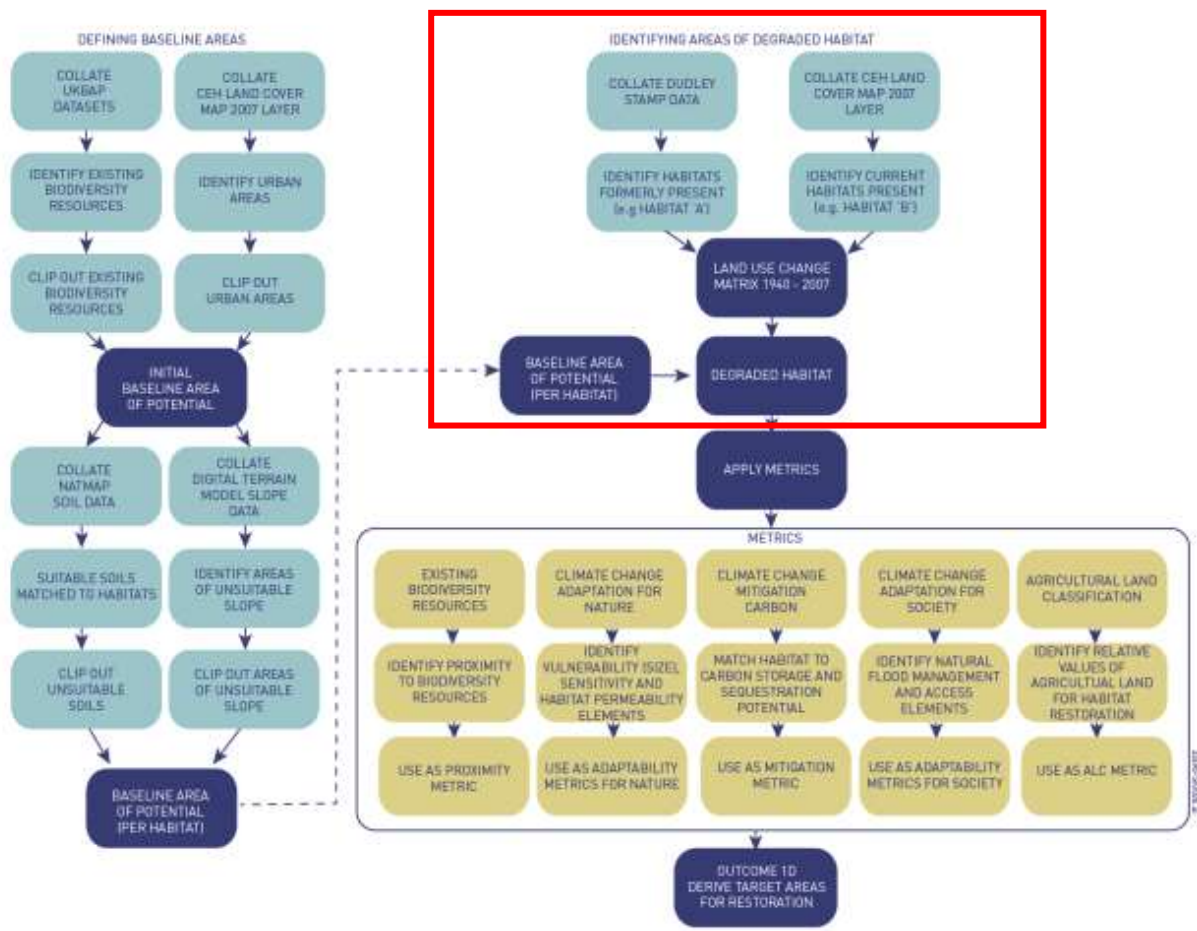 DEFINING BASELINE AREAS
COLLATE
UKBAP
DATASETS
COLLATE
CEH LAND COVER
MAP 2007 LAYER
IDENTIFY EXISTING
BIODIVERSITY
RESOURCES
IDENTIFY URBAN
AREAS
CLIP OUT EXISTING
BIODIVERSITY
RESOURCES
CLIP OUT
URBAN AREAS
INITIAL
BASELINE AREA
OF POTENTIAL
COLLATE
NATMAP
SOIL DATA
COLLATE
DIGITAL TERRAIN
MODEL SLOPE
DATA
SUITABLE SOILS
MATCHED TO HABITATS
IDENTIFY AREAS
OF UNSUITABLE
SLOPE
CLIP OUT
UNSUITABLE
SOILS
CLIP OUT AREAS
OF UNSUITABLE
SLOPE
BASELINE AREA
OF POTENTIAL
(PER HABITAT)
IDENTIFYING AREAS OF DEGRADED HABITAT
COLLATE DUDLEY
STAMP DATA
COLLATE CEH LAND
COVER MAP 2007
LAYER
IDENTIFY HABITATS
FORMERLY PRESENT
(e.g HABITAT 'A')
IDENTIFY CURRENT
HABITATS PRESENT
(e.g. HABITAT 'B')
LAND USE CHANGE
MATRIX 1940 - 2007
BASELINE AREA
OF POTENTIAL
(PER HABITAT)
DEGRADED HABITAT
APPLY METRICS
METRICS
EXISTING
BIODIVERSITY
RESOURCES
CLIMATE CHANGE
ADAPTATION FOR
NATURE
CLIMATE CHANGE
MITIGATION
CARBON
CLIMATE CHANGE
ADAPTATION FOR
SOCIETY
AGRICULTURAL LAND
CLASSIFICATION
IDENTIFY PROXIMITY
TO BIODIVERSITY
RESOURCES
IDENTIFY
VULNERABILITY (SIZE),
SENSITIVITY AND
HABITAT PERMEABILITY
ELEMENTS
MATCH HABITAT TO
CARBON STORAGE AND
SEQUESTRATION
POTENTIAL
IDENTIFY NATURAL
FLOOD MANAGEMENT
AND ACCESS
ELEMENTS
IDENTIFY RELATIVE
VALUES OF
AGRICULTUAL LAND
FOR HABITAT
RESTORATION
USE AS PROXIMITY
METRIC
USE AS ADAPTABILITY
METRICS FOR NATURE
USE AS MITIGATION
METRIC
USE AS ADAPTABILITY
METRICS FOR SOCIETY
USE AS ALC METRIC
OUTCOME 1D
DERIVE TARGET AREAS
FOR RESTORATION